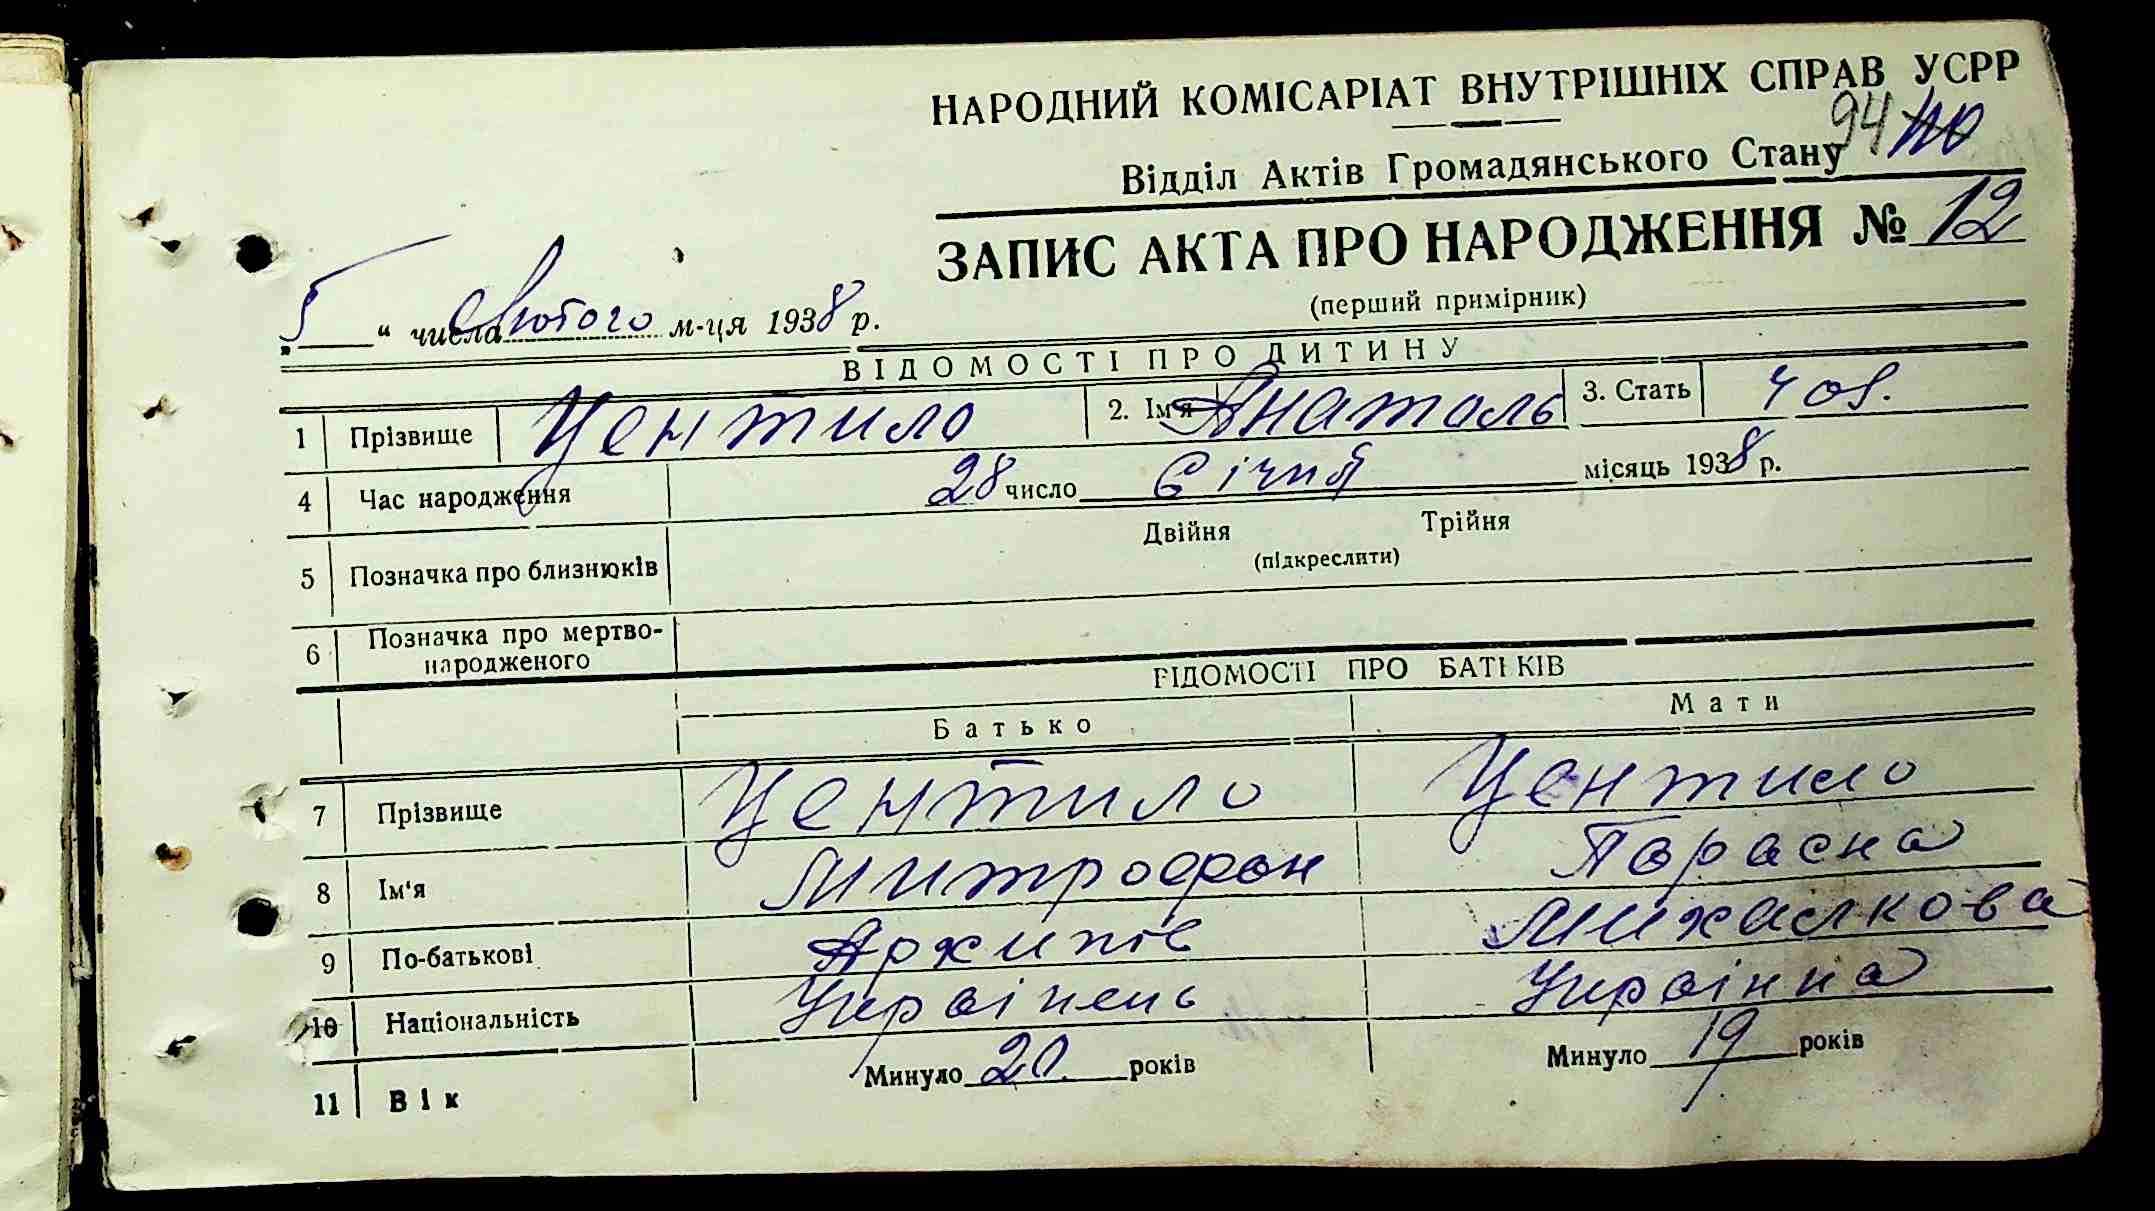 НАРОДНИЙ КОМІСАРІАТ ВНУТРІШНІХ СПРАВ УСРР
94
Відділ Актів Громадянського Стану
ЗАПИС АКТА ПРО НАРОДЖЕННЯ № 12
(перший примірник)
„ 5 “ числа Лютого м-ця 1938 р.
ВІДОМОСТІ ПРО ДИТИНУ
1 Прізвище Центило 2. Ім'я Анатоль 3. Стать чол.
4 Час народження 28 число Січня місяць 1938 р.
Двійня Трійня
5 Позначка про близнюків (підкреслити)
6 Позначка про мертво-
народженого
ВІДОМОСТІ ПРО БАТЬКІВ
Батько Мати
7 Прізвище Центило Центило
8 Ім'я Митрофан Параска
9 По-батькові Архипів Михалкова
10 Національність Українець Українка
11 Вік Минуло 20. років Минуло 19 років